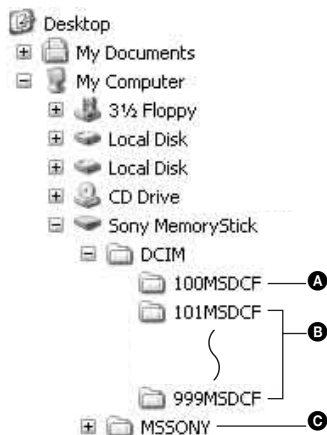 Desktop
My Documents
My Computer
3½ Floppy
Local Disk
Local Disk
CD Drive
Sony MemoryStick
DCIM
100MSDCF A
101MSDCF
B
999MSDCF
MSSONY C